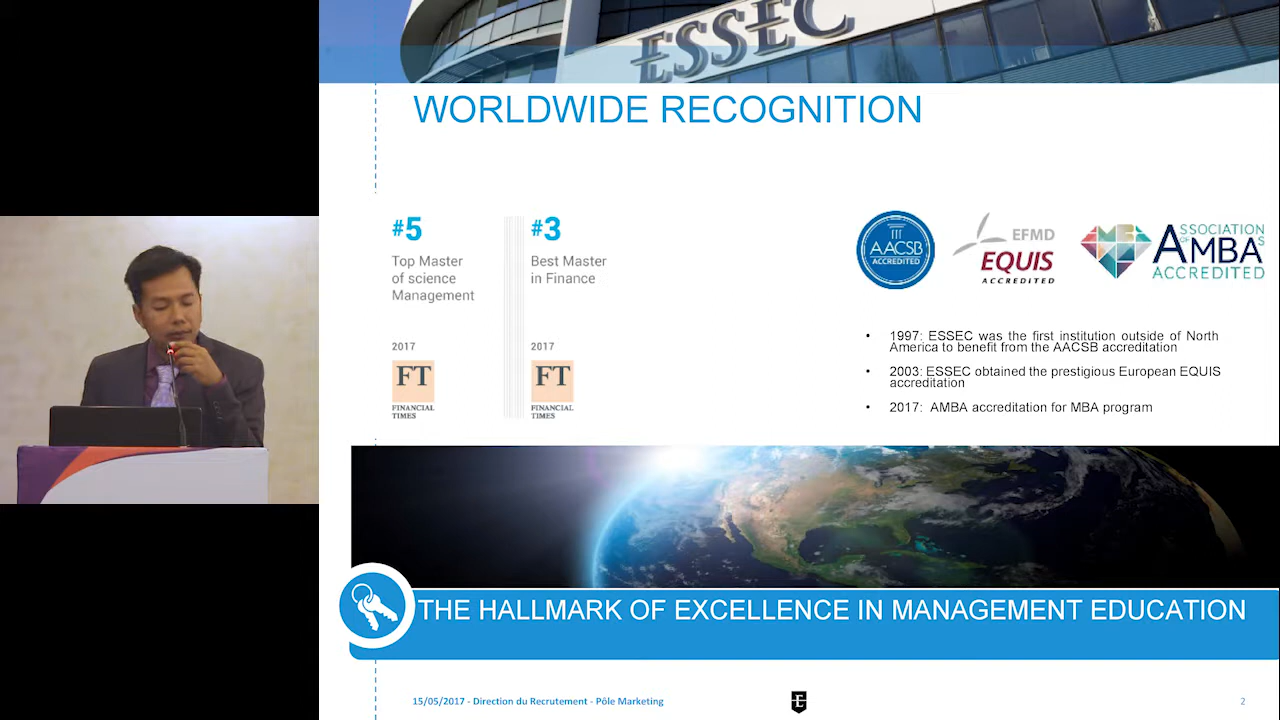 ESSEC
WORLDWIDE RECOGNITION
#5
Top Master
of science
Management
2017
FT
FINANCIAL
TIMES
#3
Best Master
in Finance
2017
FT
FINANCIAL
TIMES
AACSB
ACCREDITED
EFMD
EQUIS
ACCREDITED
MBA
ASSOCIATION
OF
AMBA'S
ACCREDITED
• 1997: ESSEC was the first institution outside of North
America to benefit from the AACSB accreditation
• 2003: ESSEC obtained the prestigious European EQUIS
accreditation
• 2017: AMBA accreditation for MBA program
THE HALLMARK OF EXCELLENCE IN MANAGEMENT EDUCATION
15/05/2017 - Direction du Recrutement - Pôle Marketing
E
2